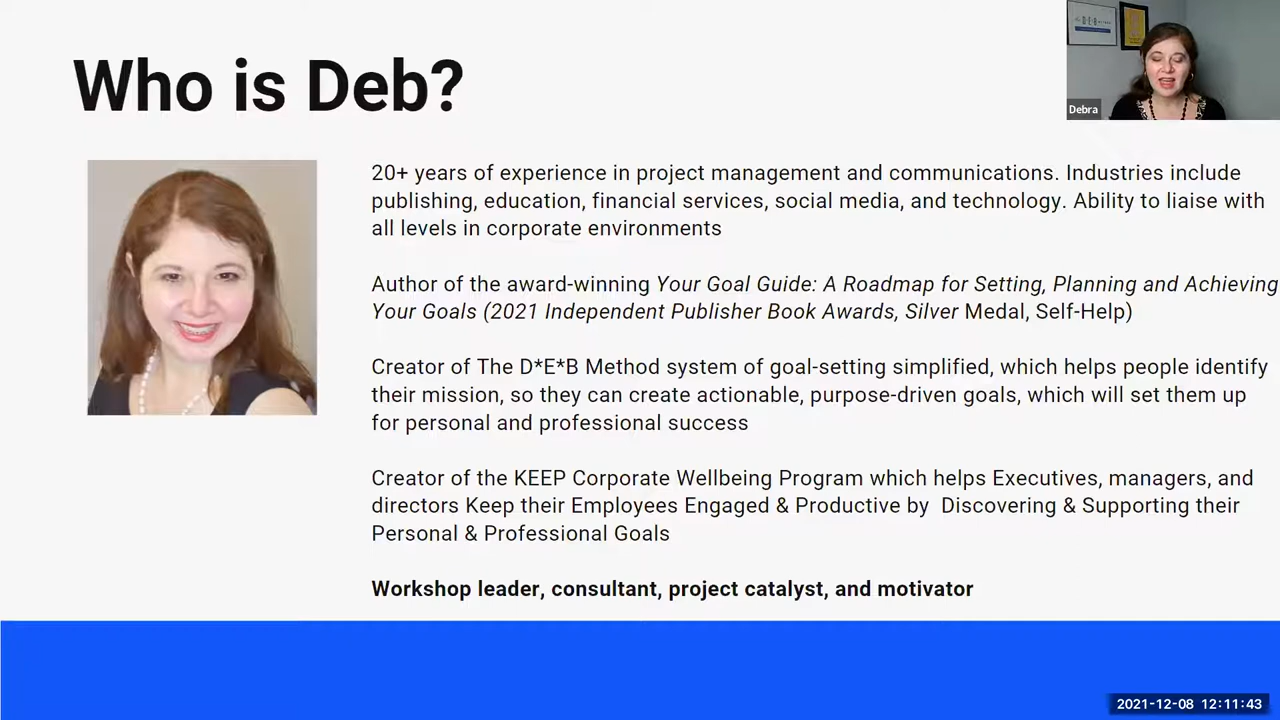 Who is Deb?
Debra
20+ years of experience in project management and communications. Industries include
publishing, education, financial services, social media, and technology. Ability to liaise with
all levels in corporate environments
Author of the award-winning Your Goal Guide: A Roadmap for Setting, Planning and Achieving
Your Goals (2021 Independent Publisher Book Awards, Silver Medal, Self-Help)
Creator of The D*E*B Method system of goal-setting simplified, which helps people identify
their mission, so they can create actionable, purpose-driven goals, which will set them up
for personal and professional success
Creator of the KEEP Corporate Wellbeing Program which helps Executives, managers, and
directors Keep their Employees Engaged & Productive by  Discovering & Supporting their
Personal & Professional Goals
Workshop leader, consultant, project catalyst, and motivator
2021-12-08 12:11:43